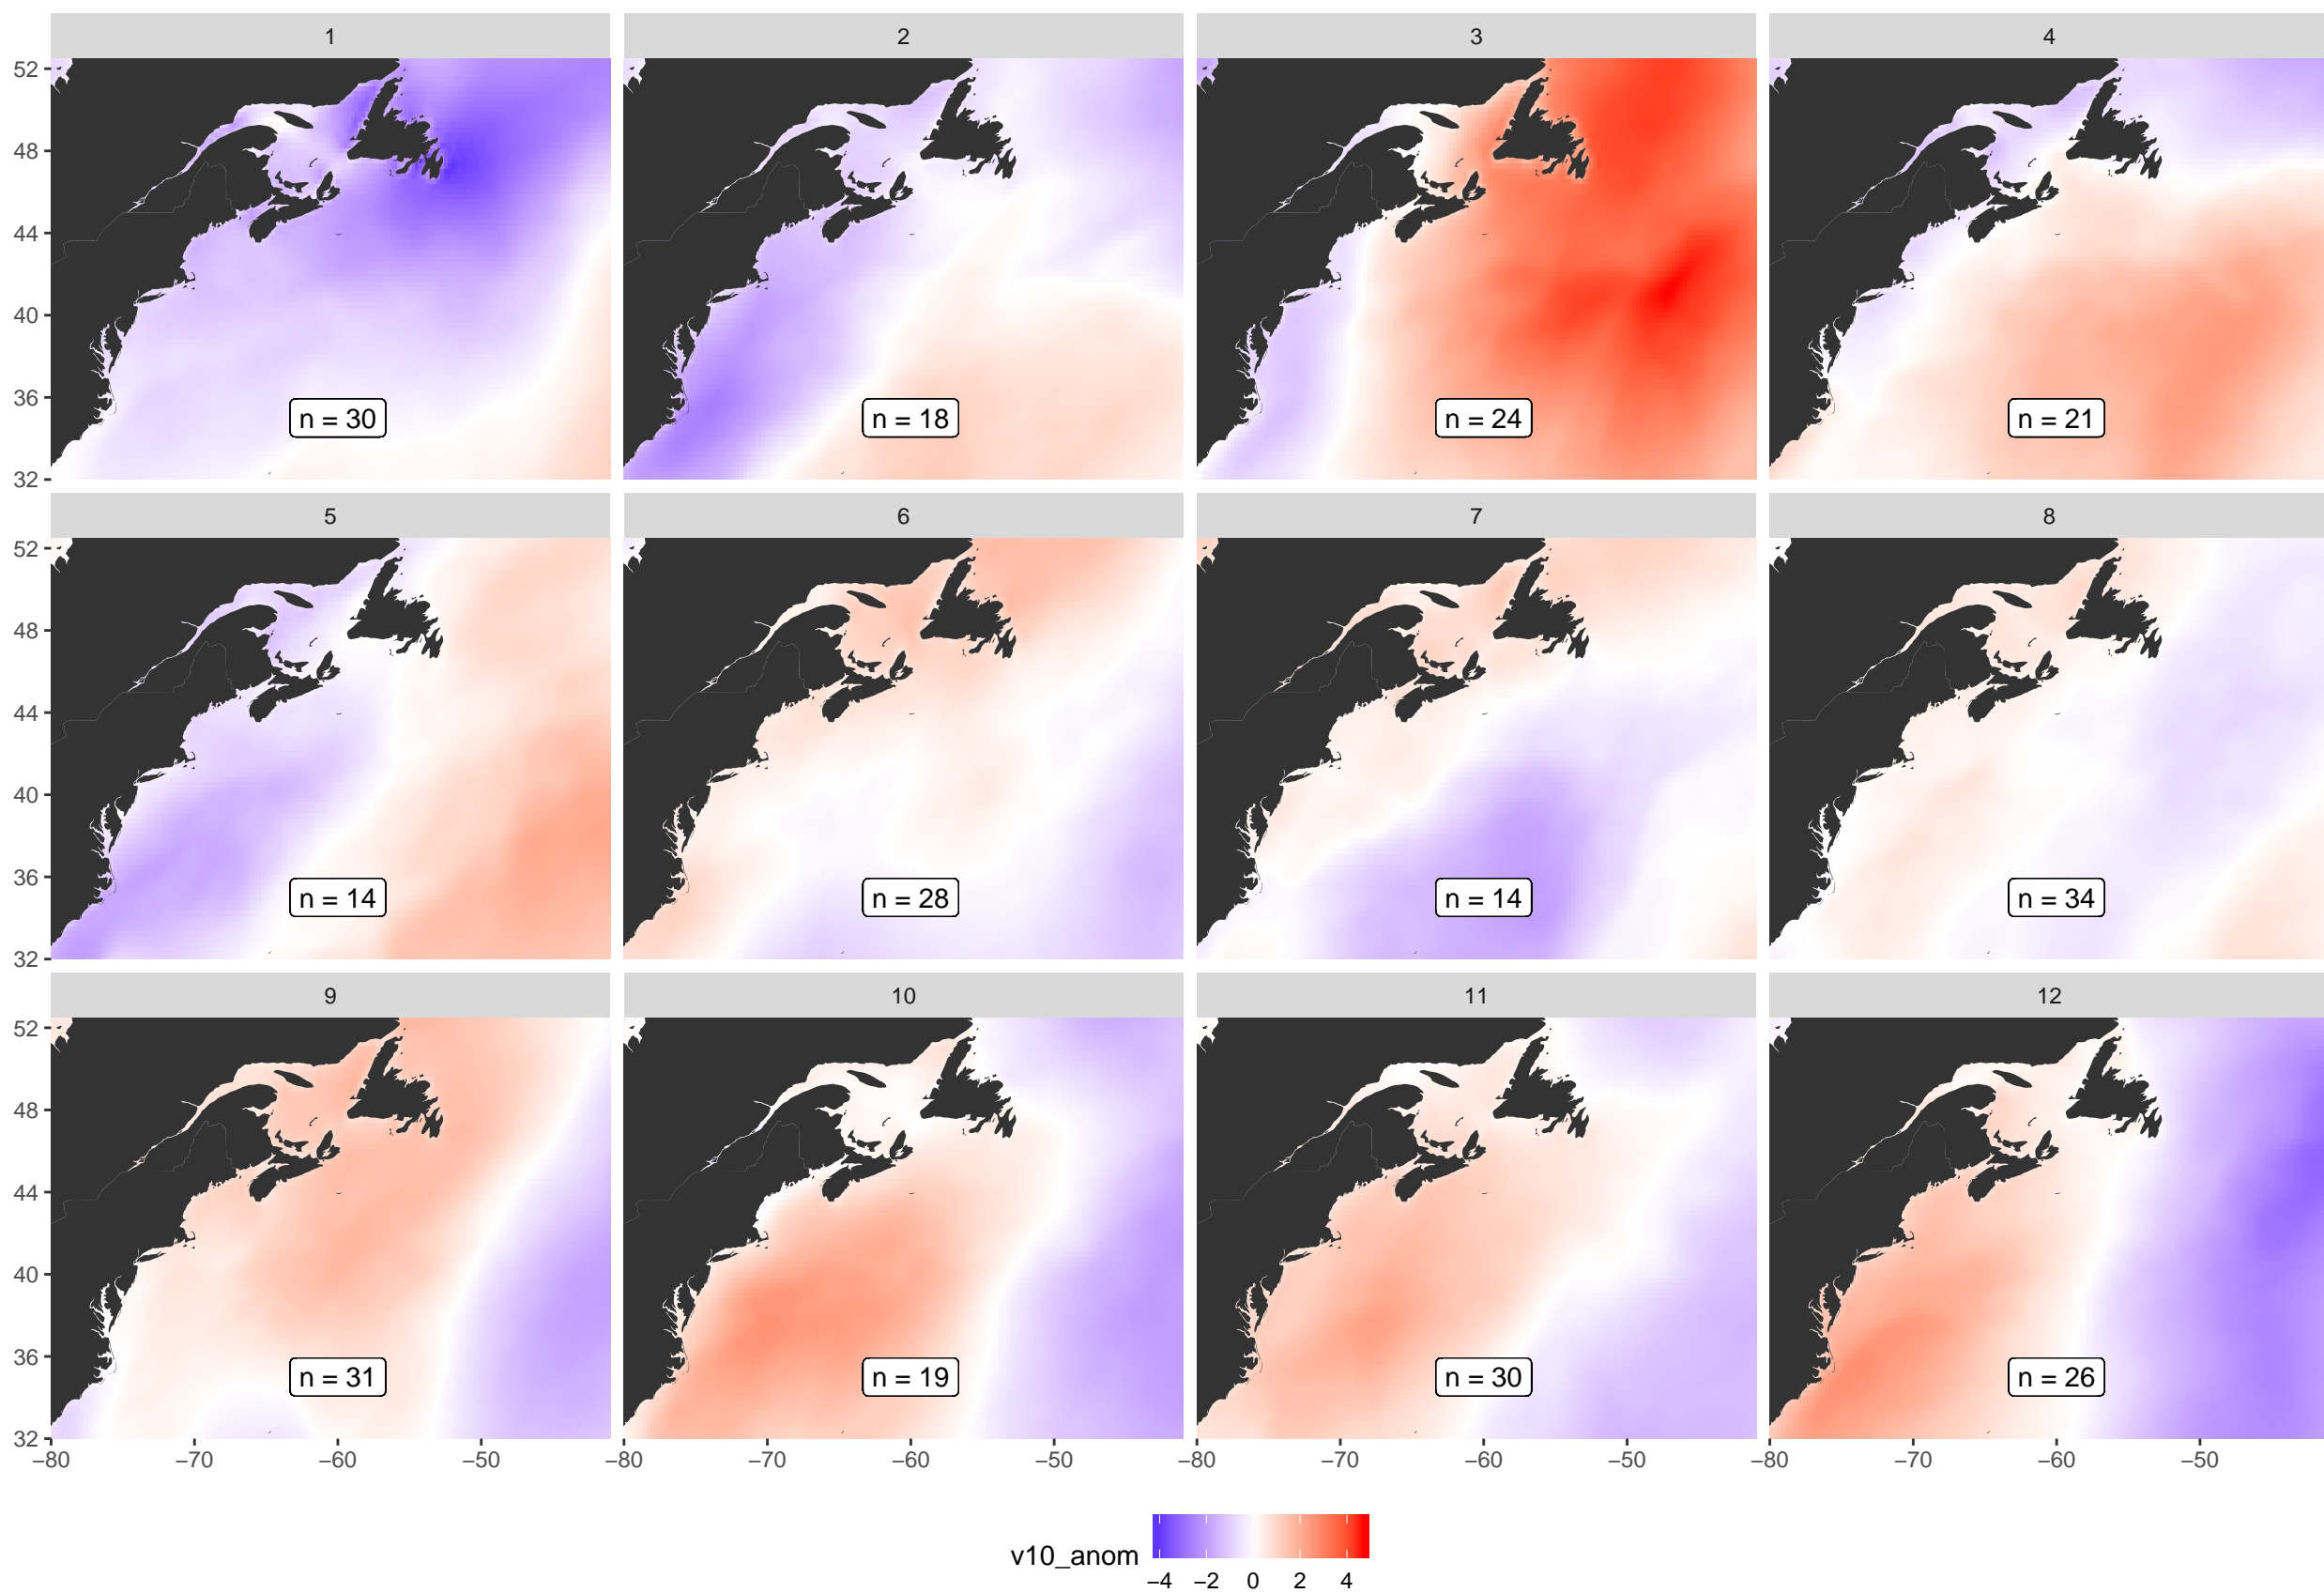 1 2 3 4
52
48
44
40
36
32
n = 30 n = 18 n = 24 n = 21
5 6 7 8
52
48
44
40
36
32
n = 14 n = 28 n = 14 n = 34
9 10 11 12
52
48
44
40
36
32
n = 31 n = 19 n = 30 n = 26
−80 −70 −60 −50 −80 −70 −60 −50 −80 −70 −60 −50 −80 −70 −60 −50
v10_anom
−4 −2 0 2 4